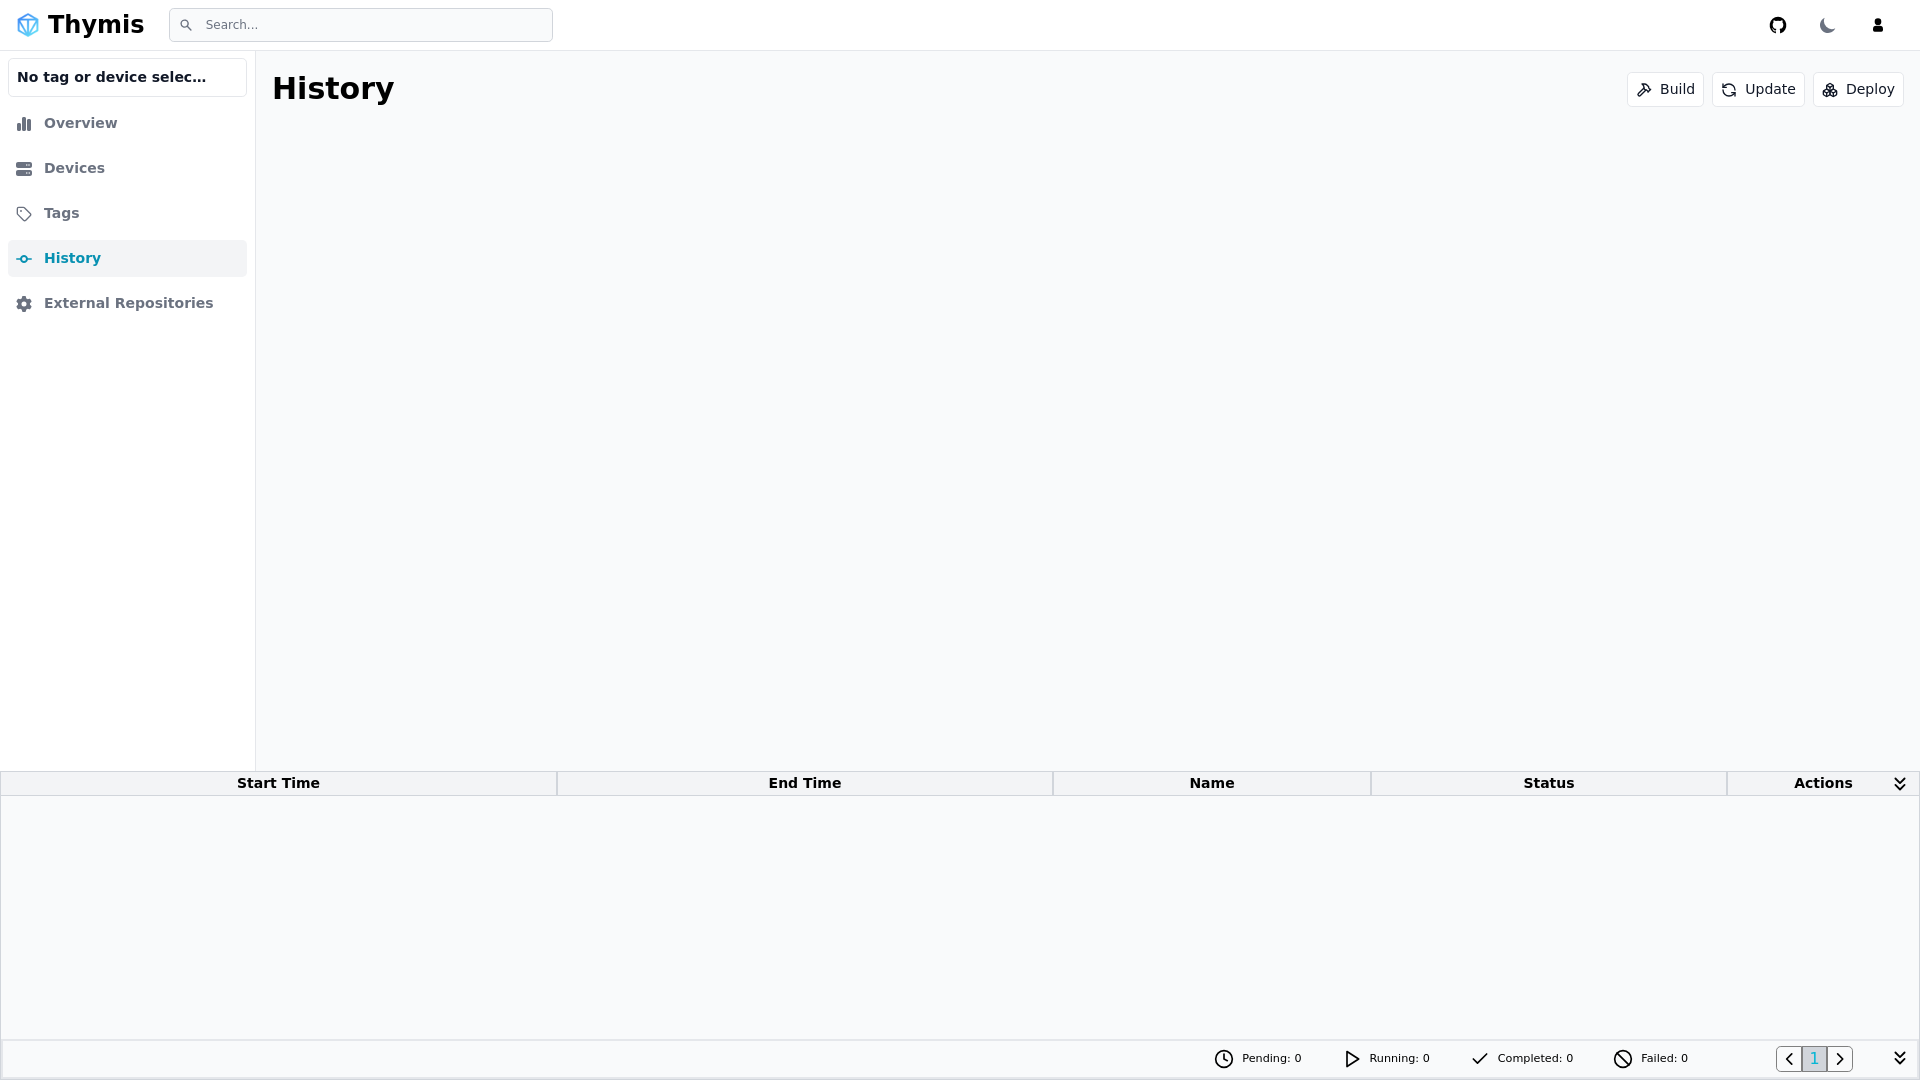 Thymis
Search...
No tag or device selec...
Overview
Devices
Tags
History
External Repositories
History
Build
Update
Deploy
Start Time
End Time
Name
Status
Actions
Pending: 0
Running: 0
Completed: 0
Failed: 0
1